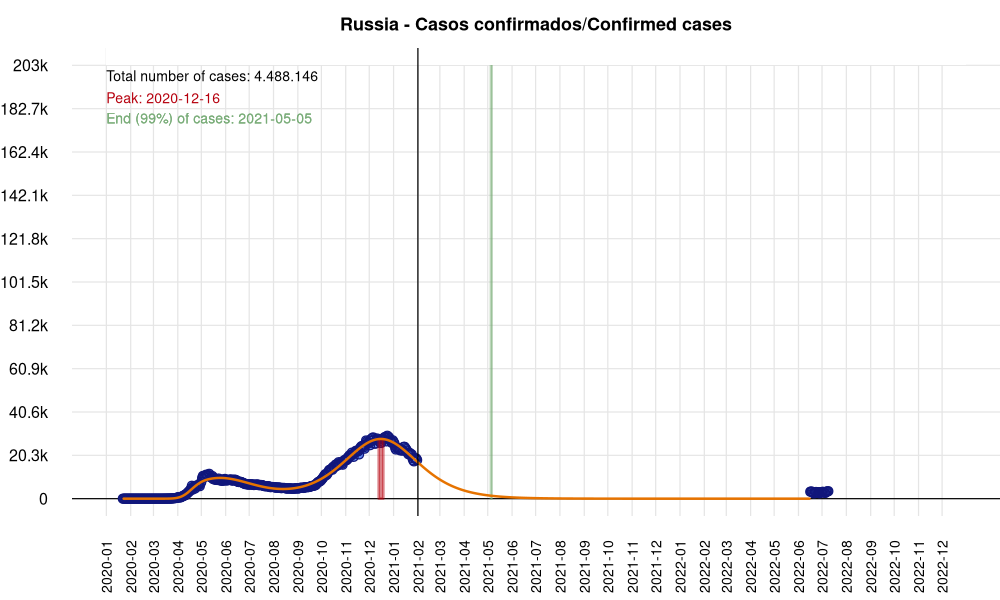 Russia - Casos confirmados/Confirmed cases
Total number of cases: 4.488.146
Peak: 2020-12-16
End (99%) of cases: 2021-05-05
203k
182.7k
162.4k
142.1k
121.8k
101.5k
81.2k
60.9k
40.6k
20.3k
0
2020-01
2020-02
2020-03
2020-04
2020-05
2020-06
2020-07
2020-08
2020-09
2020-10
2020-11
2020-12
2021-01
2021-02
2021-03
2021-04
2021-05
2021-06
2021-07
2021-08
2021-09
2021-10
2021-11
2021-12
2022-01
2022-02
2022-03
2022-04
2022-05
2022-06
2022-07
2022-08
2022-09
2022-10
2022-11
2022-12